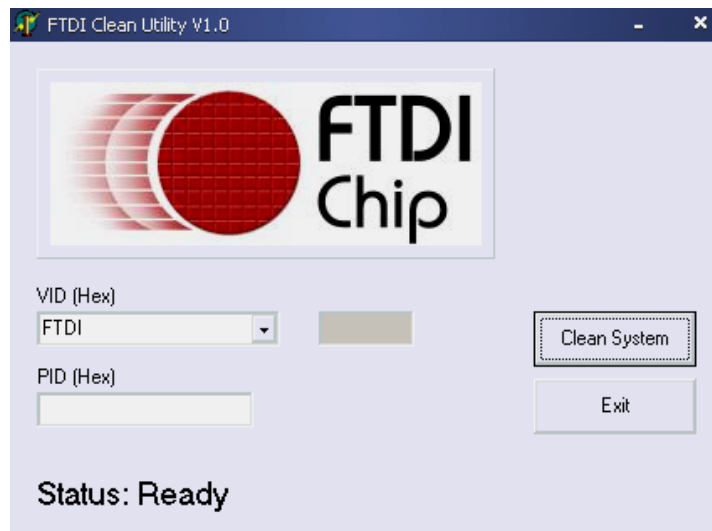 FTDI Clean Utility V1.0
FTDI
Chip
VID (Hex)
FTDI
Clean System
PID (Hex)
Exit
Status: Ready